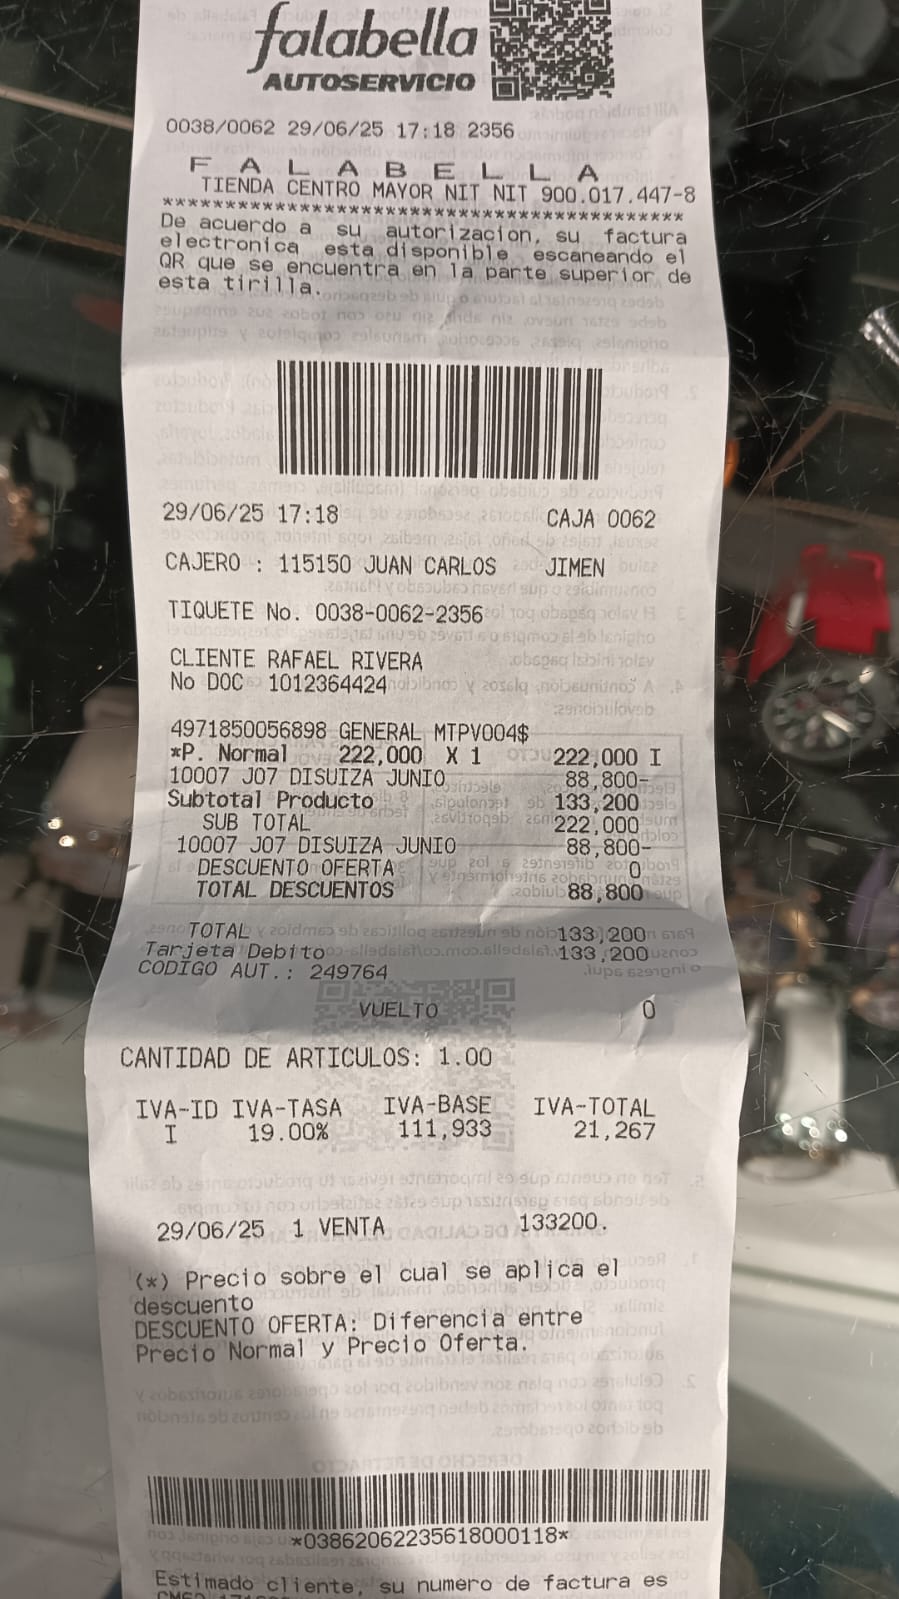 falabella
AUTOSERVICIO
0038/0062 29/06/25 17:18 2356
F A L A B E L L A
TIENDA CENTRO MAYOR NIT NIT 900.017.447-8
******************************************
De acuerdo a su autorizacion, su factura
electronica esta disponible escaneando el
QR que se encuentra en la parte superior de
esta tirilla.
29/06/25 17:18 CAJA 0062
CAJERO : 115150 JUAN CARLOS JIMEN
TIQUETE No. 0038-0062-2356
CLIENTE RAFAEL RIVERA
No DOC 1012364424
4971850056898 GENERAL MTPV004$
*P. Normal 222,000 X 1 222,000 I
10007 J07 DISUIZA JUNIO 88,800-
Subtotal Producto 133,200
SUB TOTAL 222,000
10007 J07 DISUIZA JUNIO 88,800-
DESCUENTO OFERTA 0
TOTAL DESCUENTOS 88,800
TOTAL 133,200
Tarjeta Debito 133,200
CODIGO AUT.: 249764
VUELTO 0
CANTIDAD DE ARTICULOS: 1.00
IVA-ID IVA-TASA IVA-BASE IVA-TOTAL
I 19.00% 111,933 21,267
29/06/25 1 VENTA 133200.
(*) Precio sobre el cual se aplica el
descuento
DESCUENTO OFERTA: Diferencia entre
Precio Normal y Precio Oferta.
*03862062235618000118*
Estimado cliente, su numero de factura es